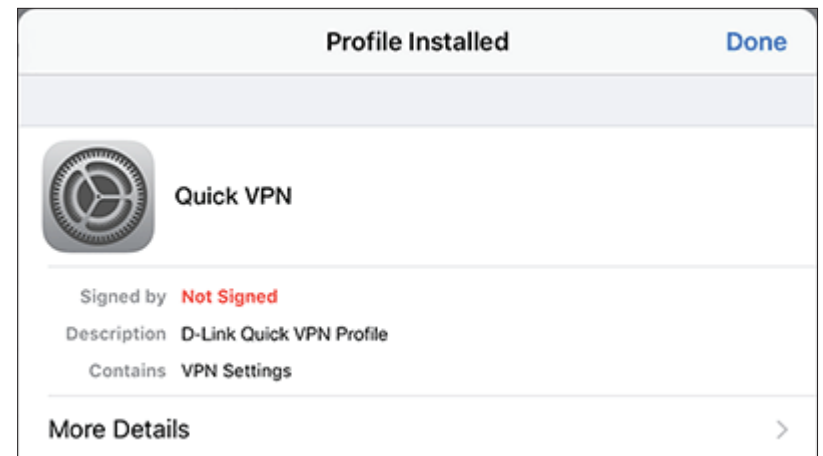 Profile Installed
Done
Quick VPN
Signed by Not Signed
Description D-Link Quick VPN Profile
Contains VPN Settings
More Details